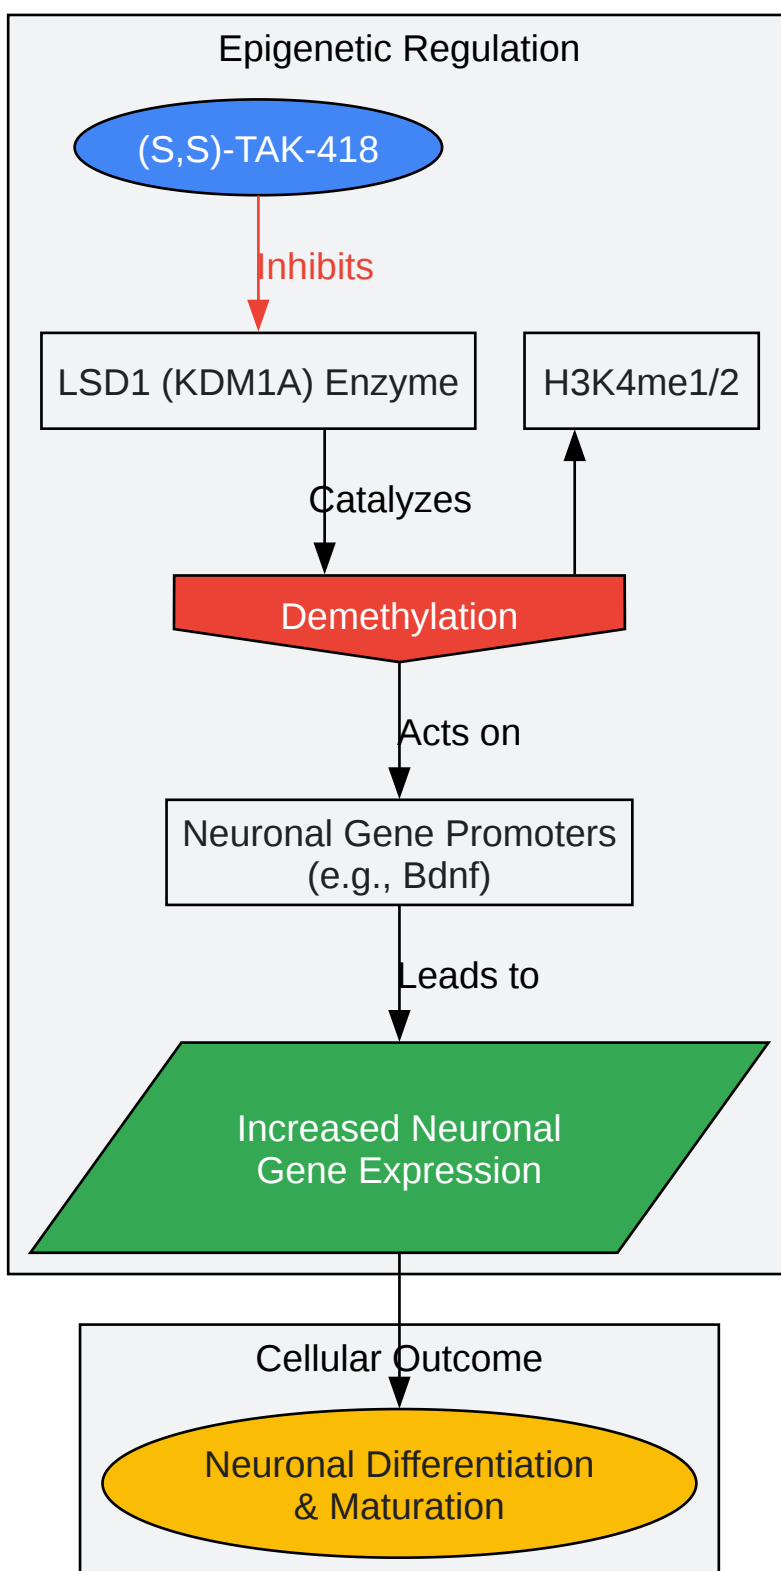 Epigenetic Regulation
(S,S)-TAK-418
Inhibits
LSD1 (KDM1A) Enzyme
H3K4me1/2
Catalyzes
Demethylation
Acts on
Neuronal Gene Promoters
(e.g., Bdnf)
Leads to
Increased Neuronal
Gene Expression
Cellular Outcome
Neuronal Differentiation
& Maturation